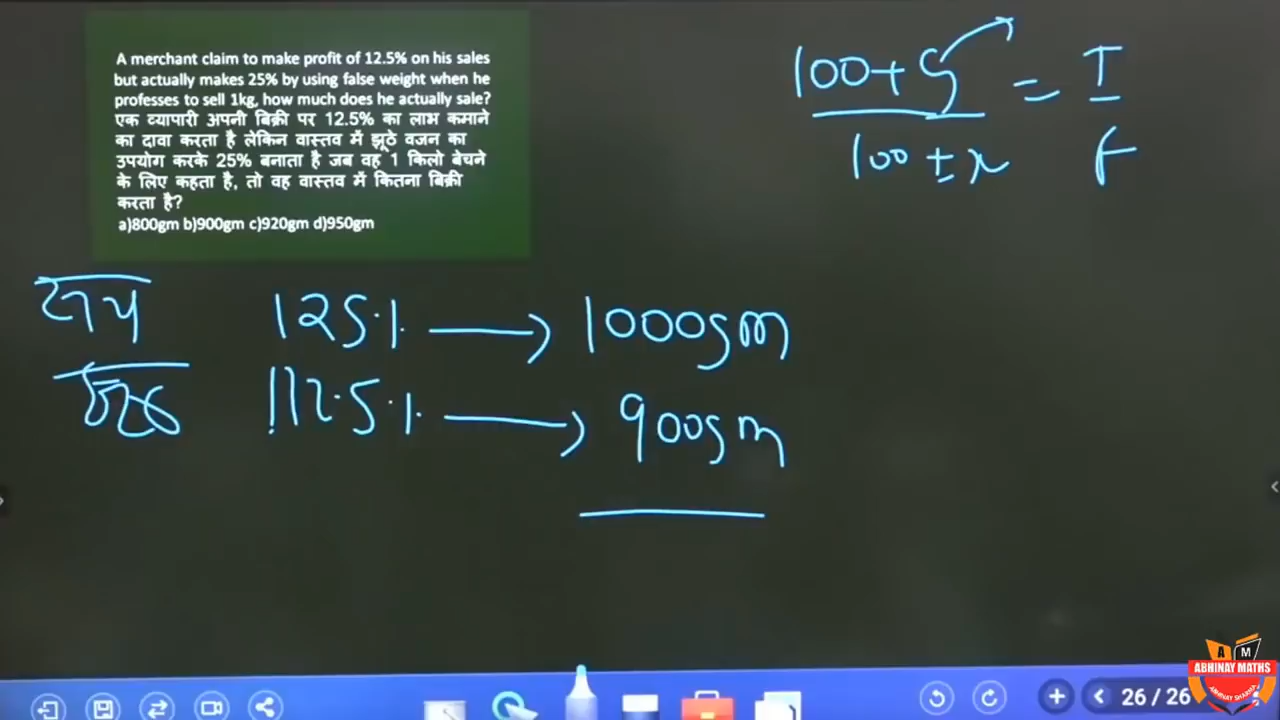 A merchant claim to make profit of 12.5% on his sales
but actually makes 25% by using false weight when he
professes to sell 1kg, how much does he actually sale?
एक व्यापारी अपनी बिक्री पर 12.5% का लाभ कमाने
का दावा करता है लेकिन वास्तव में झूठे वजन का
उपयोग करके 25% बनाता है जब वह 1 किलो बेचने
के लिए कहता है, तो वह वास्तव में कितना बिक्री
करता है?
a)800gm b)900gm c)920gm d)950gm
100+ = T
100 ± x F
सत्य 125% → 1000gm
झूठ 112.5% → 900gm
26 / 26
A M
ABHINAY MATHS
ABHINAY SHARMA